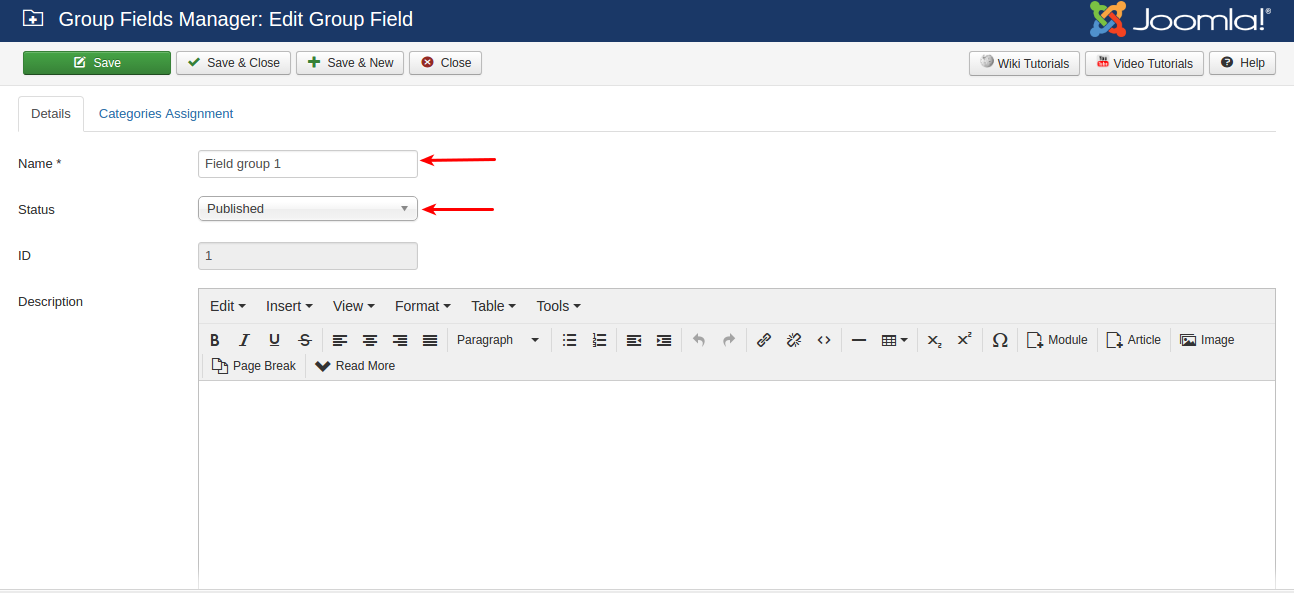 Group Fields Manager: Edit Group Field
Joomla!®
Save
Save & Close
Save & New
Close
Wiki Tutorials
Video Tutorials
Help
Details
Categories Assignment
Name *
Field group 1
Status
Published
ID
1
Description
Edit Insert View Format Table Tools
B I U S Paragraph x₂ x² Ω Module Article Image
Page Break Read More